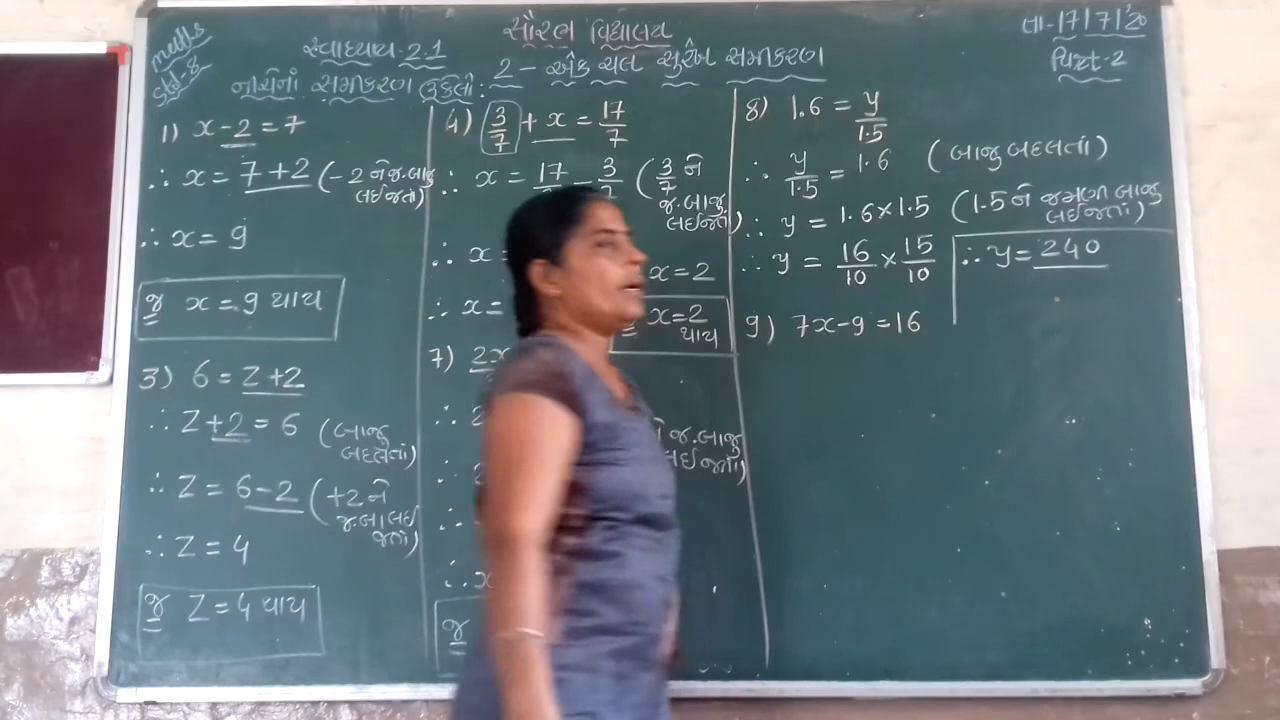 સૌરભ વિદ્યાલય
તા-17/7/'20
maths
std-8
સ્વાધ્યાય-2.1
2- એક ચલ સુરેખ સમીકરણ
પિરિયડ-2
નીચેનાં સમીકરણ ઉકેલો:
1) x-2=7
∴ x = 7+2 (-2 ને જ.બાજુ
લઈ જતાં)
∴ x = 9
જ x = 9 થાય
3) 6 = z+2
∴ z+2 = 6 (બાજુ
બદલતાં)
∴ z = 6-2 (+2 ને
જ.બા લઈ
જતાં)
∴ z = 4
જ z = 4 થાય
4) 3/7 + x = 17/7
∴ x = 17 - 3 (3/7 ને
જ.બાજુ
લઈ જતાં)
∴ x =
x = 2
∴ x =
x = 2
થાય
7) 2x
ને જ.બાજુ
લઈ જતાં)
∴ x
જ
8) 1.6 = y/1.5
∴ y/1.5 = 1.6 (બાજુ બદલતાં)
∴ y = 1.6×1.5 (1.5 ને જમણી બાજુ
લઈ જતાં)
∴ y = 16/10 × 15/10
∴ y = 240
9) 7x-9 = 16